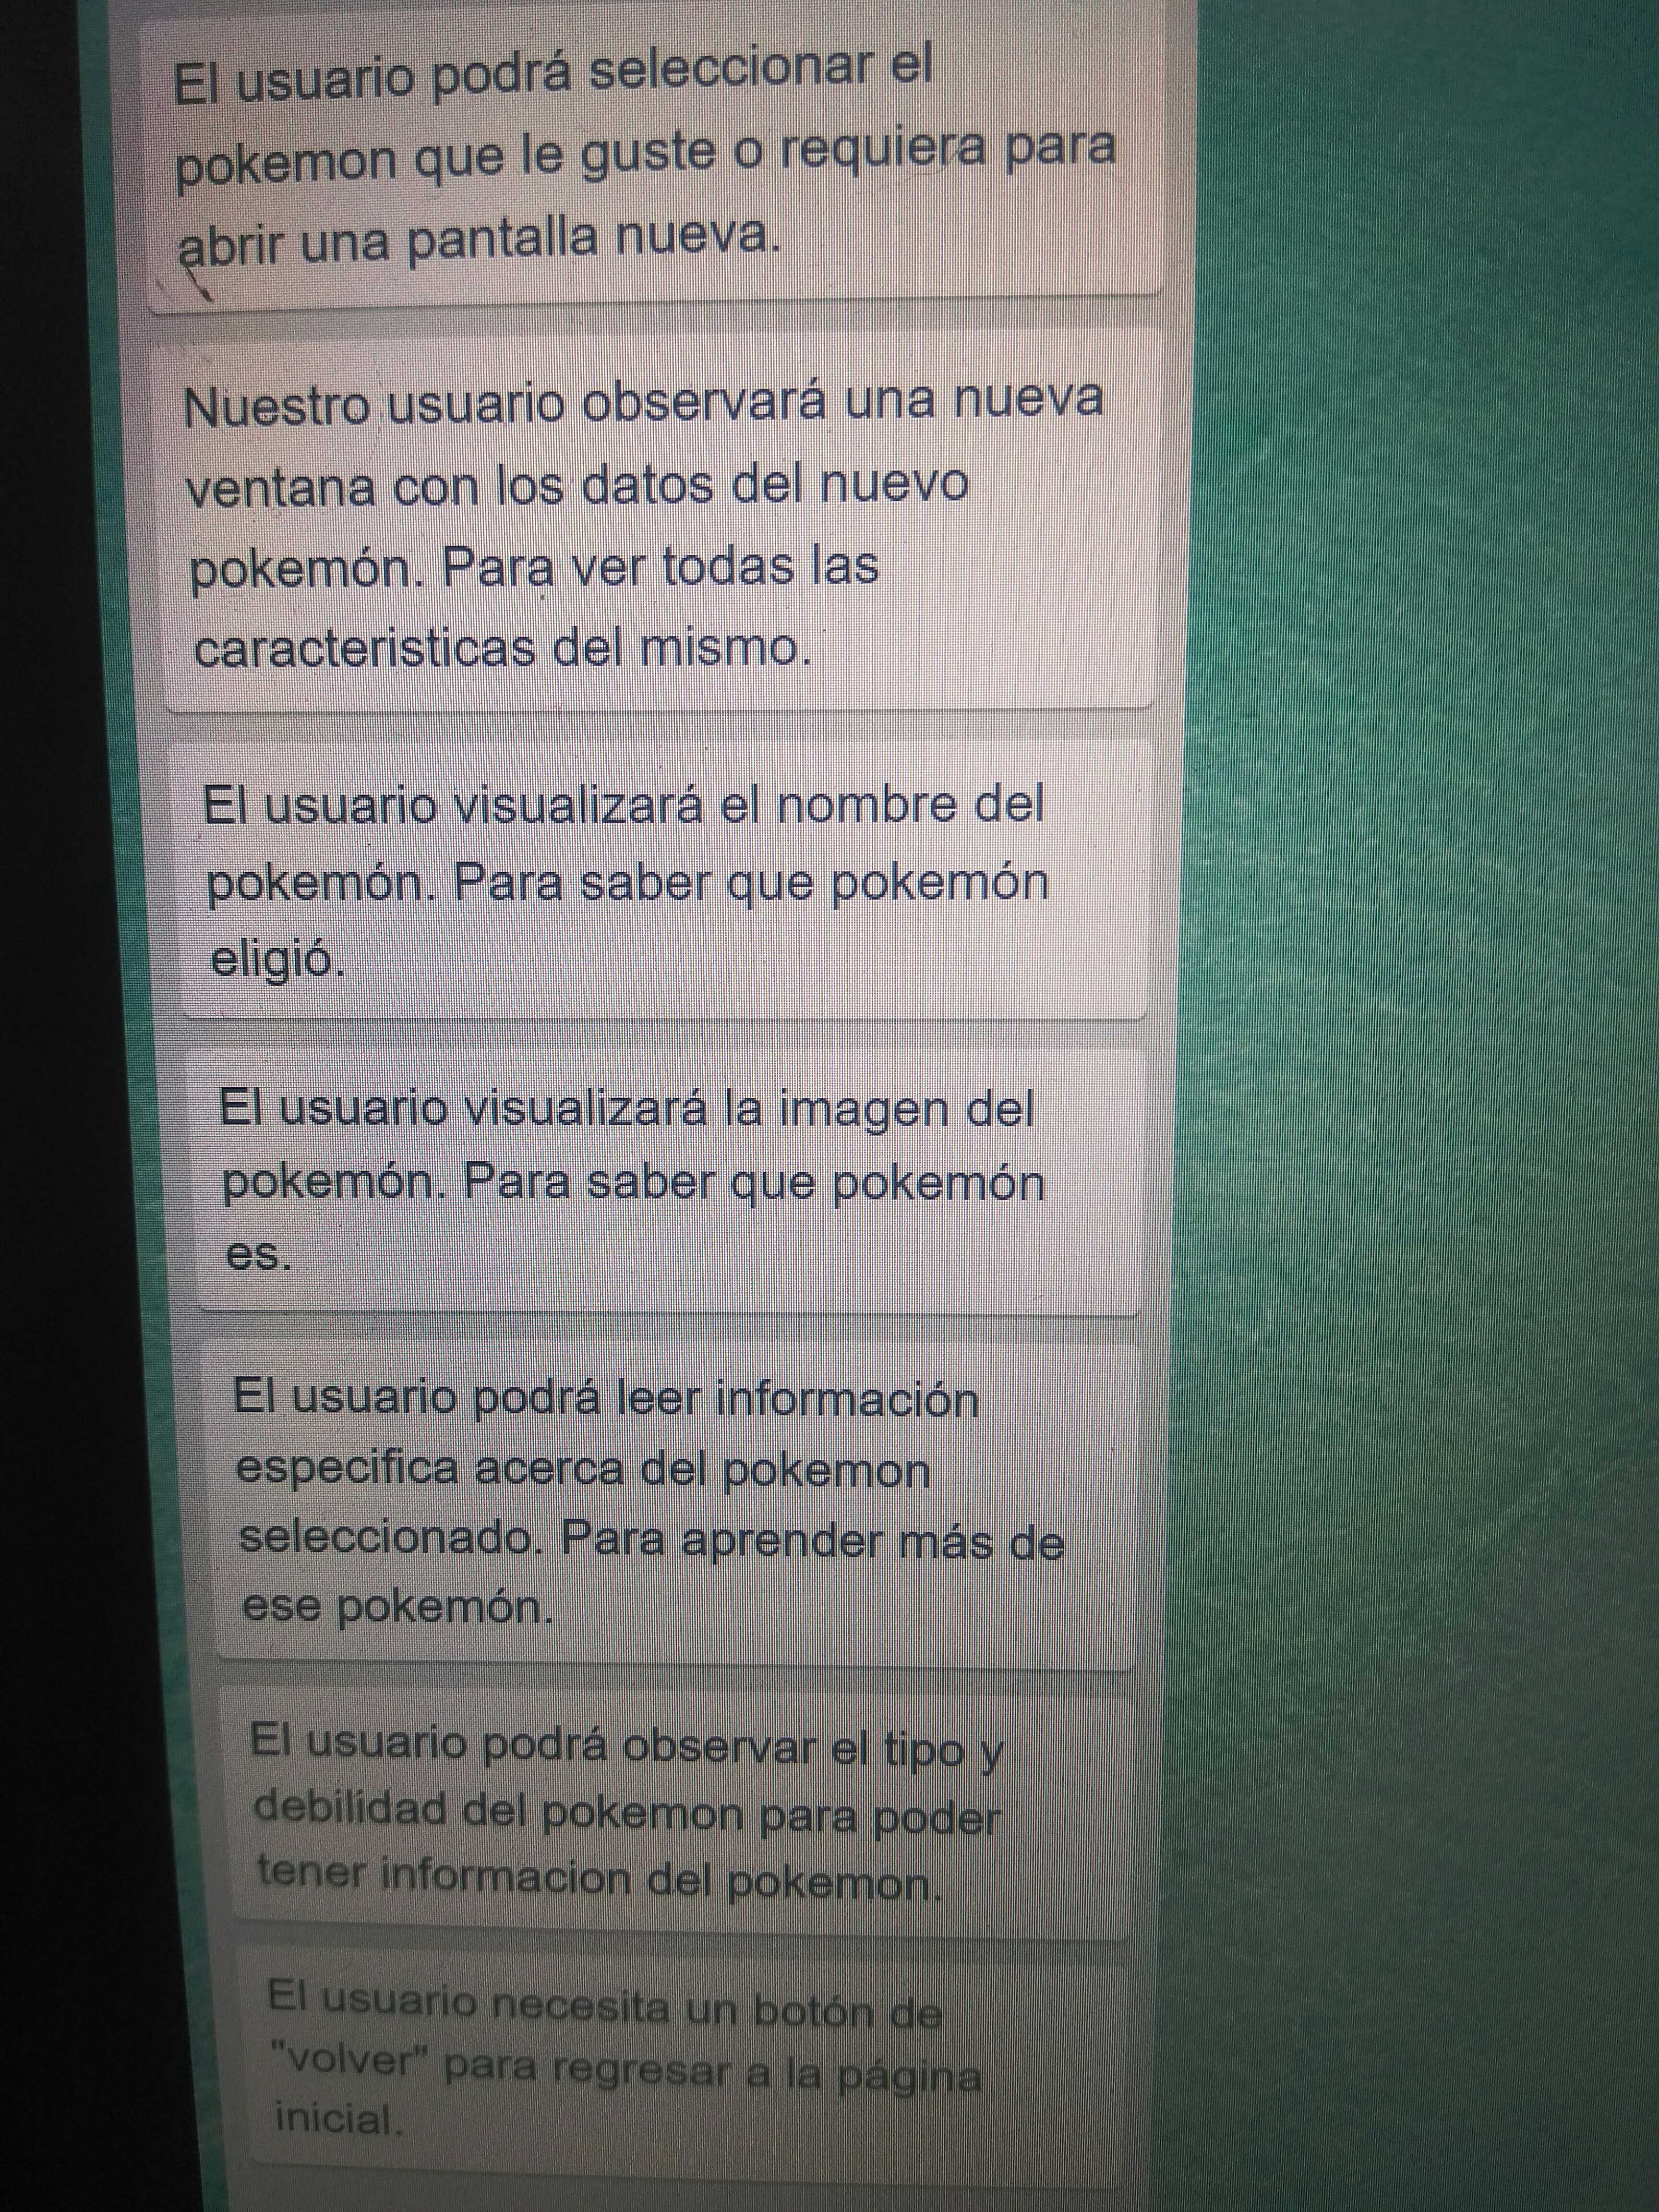 El usuario podrá seleccionar el
pokemon que le guste o requiera para
abrir una pantalla nueva.
Nuestro usuario observará una nueva
ventana con los datos del nuevo
pokemón. Para ver todas las
caracteristicas del mismo.
El usuario visualizará el nombre del
pokemón. Para saber que pokemón
eligió.
El usuario visualizará la imagen del
pokemón. Para saber que pokemón
es.
El usuario podrá leer información
especifica acerca del pokemon
seleccionado. Para aprender más de
ese pokemón.
El usuario podrá observar el tipo y
debilidad del pokemon para poder
tener informacion del pokemon.
El usuario necesita un botón de
"volver" para regresar a la página
inicial.